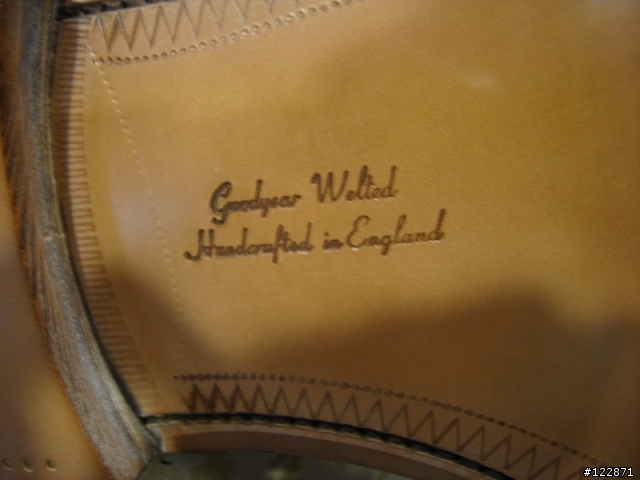 Goodyear Welted
Handcrafted in England
#122871